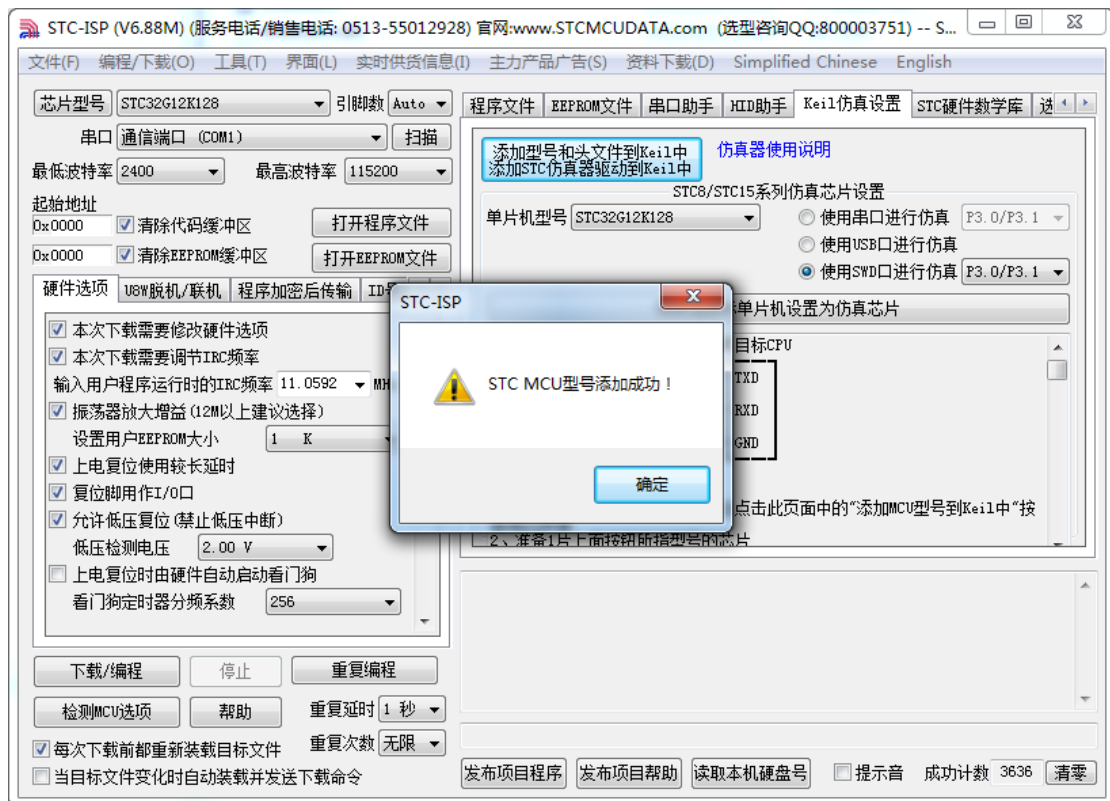 STC-ISP (V6.88M) (服务电话/销售电话: 0513-55012928) 官网:www.STCMCUDATA.com (选型咨询QQ:800003751) -- S...
文件(F) 编程/下载(O) 工具(T) 界面(L) 实时供货信息(I) 主力产品广告(S) 资料下载(D) Simplified Chinese English
芯片型号 STC32G12K128 引脚数 Auto
串口 通信端口 (COM1) 扫描
最低波特率 2400 最高波特率 115200
起始地址
0x0000 清除代码缓冲区 打开程序文件
0x0000 清除EEPROM缓冲区 打开EEPROM文件
硬件选项 U8W脱机/联机 程序加密后传输
本次下载需要修改硬件选项
本次下载需要调节IRC频率
输入用户程序运行时的IRC频率 11.0592
振荡器放大增益(12M以上建议选择)
设置用户EEPROM大小 1 K
上电复位使用较长延时
复位脚用作I/O口
允许低压复位(禁止低压中断)
低压检测电压 2.00 V
上电复位时由硬件自动启动看门狗
看门狗定时器分频系数 256
下载/编程 停止 重复编程
检测MCU选项 帮助 重复延时 1 秒
每次下载前都重新装载目标文件 重复次数 无限
当目标文件变化时自动装载并发送下载命令
程序文件 EEPROM文件 串口助手 HID助手 Keil仿真设置 STC硬件数学库 选
添加型号和头文件到Keil中
添加STC仿真器驱动到Keil中
仿真器使用说明
STC8/STC15系列仿真芯片设置
单片机型号 STC32G12K128 使用串口进行仿真 P3.0/P3.1
使用USB口进行仿真
使用SWD口进行仿真 P3.0/P3.1
单片机设置为仿真芯片
目标CPU
TXD
RXD
GND
点击此页面中的“添加MCU型号到Keil中”按
2、准备1片上面按钮所指型号的芯片
STC-ISP
STC MCU型号添加成功！
确定
发布项目程序 发布项目帮助 读取本机硬盘号 提示音 成功计数 3636 清零